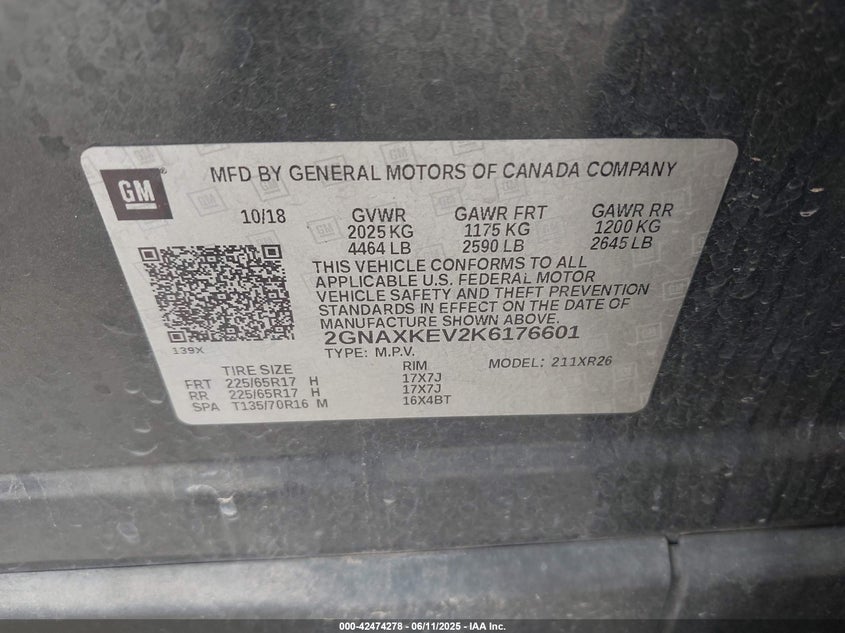 GM
MFD BY GENERAL MOTORS OF CANADA COMPANY
10/18 GVWR GAWR FRT GAWR RR
2025 KG 1175 KG 1200 KG
4464 LB 2590 LB 2645 LB
THIS VEHICLE CONFORMS TO ALL
APPLICABLE U.S. FEDERAL MOTOR
VEHICLE SAFETY AND THEFT PREVENTION
STANDARDS IN EFFECT ON THE DATE OF
MANUFACTURE SHOWN ABOVE.
139X
2GNAXKEV2K6176601
TYPE: M.P.V.
TIRE SIZE RIM MODEL: 211XR26
FRT 225/65R17 H 17X7J
RR 225/65R17 H 17X7J
SPA T135/70R16 M 16X4BT
000-42474278 - 06/11/2025 - IAA Inc.